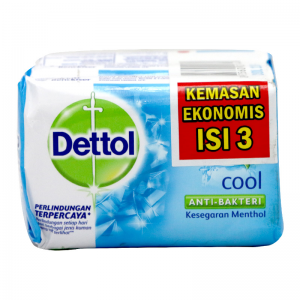 KEMASAN
EKONOMIS
ISI 3
Dettol
cool
ANTI-BAKTERI
Kesegaran Menthol
PERLINDUNGAN
TERPERCAYA*